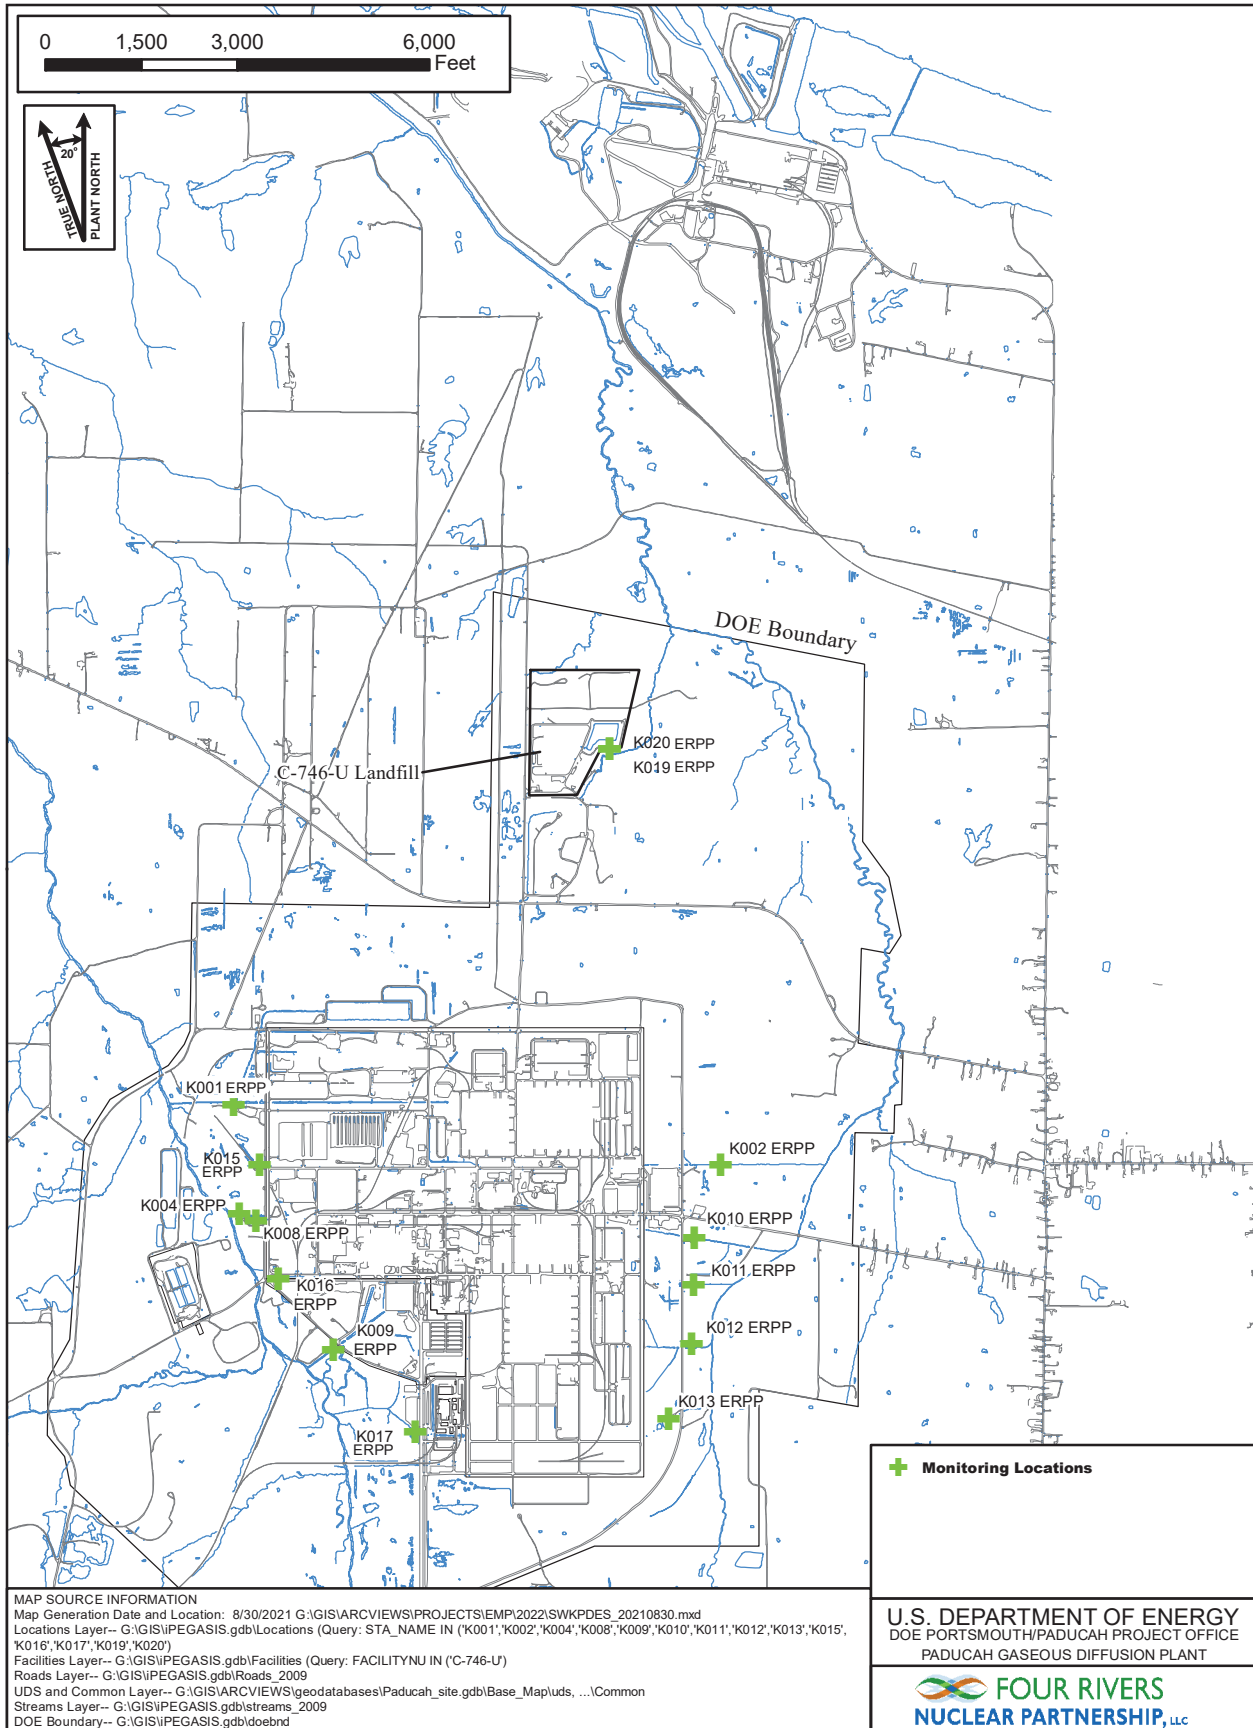 0 1,500 3,000 6,000
Feet
20°
TRUE NORTH
PLANT NORTH
DOE Boundary
K020 ERPP
K019 ERPP
C-746-U Landfill
K001 ERPP
K015
ERPP
K002 ERPP
K004 ERPP
K008 ERPP
K010 ERPP
K011 ERPP
K016
ERPP
K009
ERPP
K012 ERPP
K013 ERPP
K017
ERPP
Monitoring Locations
MAP SOURCE INFORMATION
Map Generation Date and Location: 8/30/2021 G:\GIS\ARCVIEWS\PROJECTS\EMP\2022\SWKPDES_20210830.mxd
Locations Layer-- G:\GIS\iPEGASIS.gdb\Locations (Query: STA_NAME IN ('K001','K002','K004','K008','K009','K010','K011','K012','K013','K015',
'K016','K017','K019','K020')
Facilities Layer-- G:\GIS\iPEGASIS.gdb\Facilities (Query: FACILITYNU IN ('C-746-U')
Roads Layer-- G:\GIS\iPEGASIS.gdb\Roads_2009
UDS and Common Layer-- G:\GIS\ARCVIEWS\geodatabases\Paducah_site.gdb\Base_Map\uds, ...\Common
Streams Layer-- G:\GIS\iPEGASIS.gdb\streams_2009
DOE Boundary-- G:\GIS\iPEGASIS.gdb\doebnd
U.S. DEPARTMENT OF ENERGY
DOE PORTSMOUTH/PADUCAH PROJECT OFFICE
PADUCAH GASEOUS DIFFUSION PLANT
FOUR RIVERS
NUCLEAR PARTNERSHIP, LLC